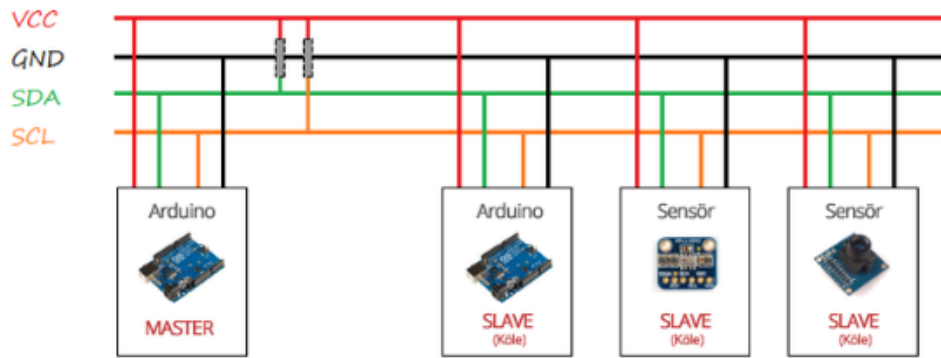 VCC
GND
SDA
SCL
Arduino
MASTER
Arduino
SLAVE
(Köle)
Sensör
SLAVE
(Köle)
Sensör
SLAVE
(Köle)